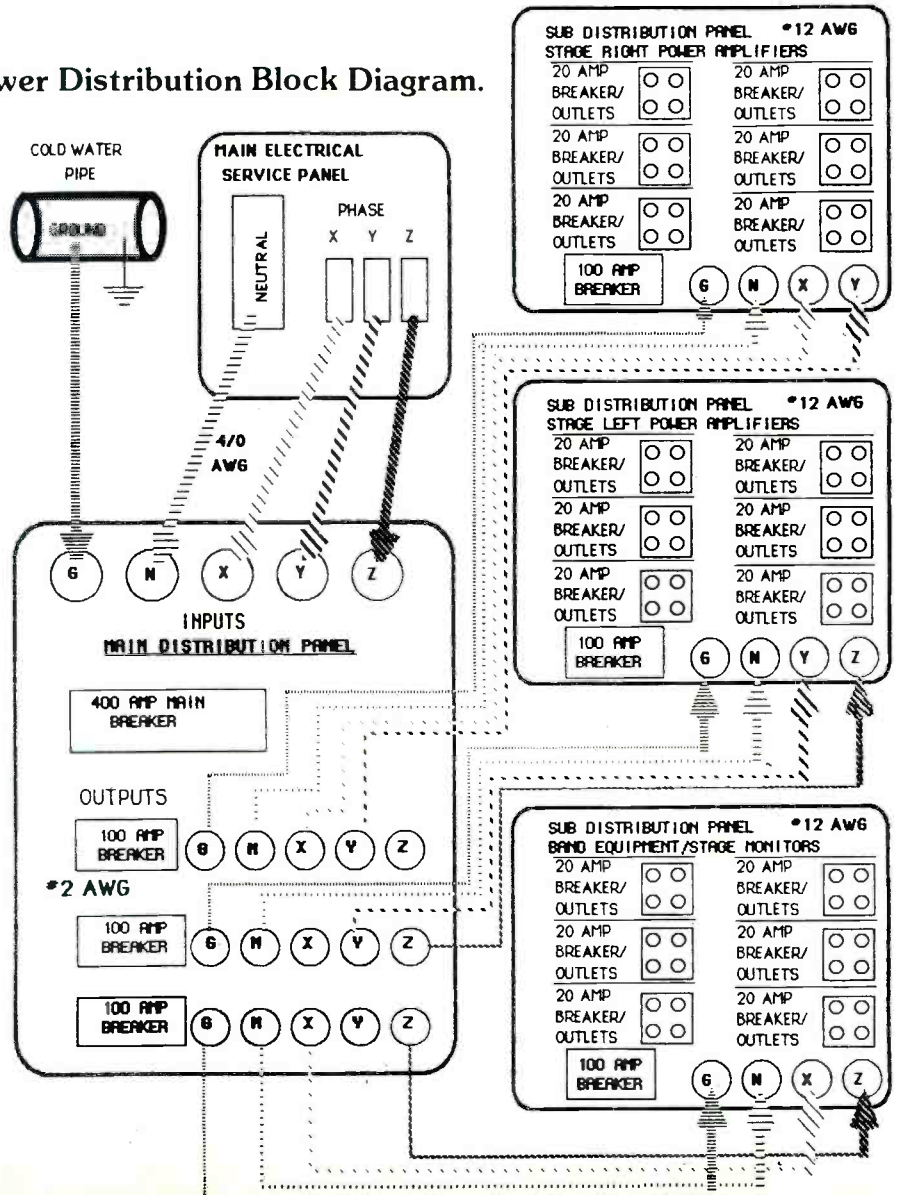 wer Distribution Block Diagram.
COLD WATER
PIPE
GROUND
MAIN ELECTRICAL
SERVICE PANEL
NEUTRAL
PHASE
X Y Z
4/0
AWG
G N X Y Z
INPUTS
MAIN DISTRIBUTION PANEL
400 AMP MAIN
BREAKER
OUTPUTS
100 AMP
BREAKER
G N X Y Z
#2 AWG
100 AMP
BREAKER
G N X Y Z
100 AMP
BREAKER
G N X Y Z
SUB DISTRIBUTION PANEL #12 AWG
STAGE RIGHT POWER AMPLIFIERS
20 AMP 20 AMP
BREAKER/ BREAKER/
OUTLETS OUTLETS
20 AMP 20 AMP
BREAKER/ BREAKER/
OUTLETS OUTLETS
20 AMP 20 AMP
BREAKER/ BREAKER/
OUTLETS OUTLETS
100 AMP
BREAKER
G N X Y
SUB DISTRIBUTION PANEL #12 AWG
STAGE LEFT POWER AMPLIFIERS
20 AMP 20 AMP
BREAKER/ BREAKER/
OUTLETS OUTLETS
20 AMP 20 AMP
BREAKER/ BREAKER/
OUTLETS OUTLETS
20 AMP 20 AMP
BREAKER/ BREAKER/
OUTLETS OUTLETS
100 AMP
BREAKER
G N Y Z
SUB DISTRIBUTION PANEL #12 AWG
BAND EQUIPMENT/STAGE MONITORS
20 AMP 20 AMP
BREAKER/ BREAKER/
OUTLETS OUTLETS
20 AMP 20 AMP
BREAKER/ BREAKER/
OUTLETS OUTLETS
20 AMP 20 AMP
BREAKER/ BREAKER/
OUTLETS OUTLETS
100 AMP
BREAKER
G N X Z